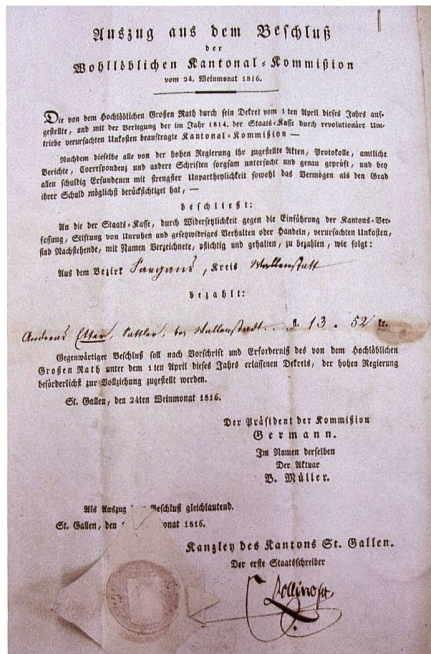 Auszug aus dem Beschluß
der
Wohllöblichen Kantonal-Kommißion
vom 24. Weinmonat 1816.
Die von dem Hochlöblichen Großen Rath durch sein Dekret vom 1ten April dieses Jahrs auf-
gestellte, und mit der Verlegung der im Jahr 1814. der Staats-Kasse durch revolutionäre Um-
triebe verursachten Unkosten beauftragte Kantonal-Kommißion —
Nachdem dieselbe alle von der hohen Regierung ihr zugestellte Akten, Protokolle, amtliche
Berichte, Correspondenz und andere Schriften sorgsam untersucht und genau geprüft, und bey
allen schuldig Erfundenen mit strengster Unpartheylichkeit sowohl das Vermögen als den Grad
ihrer Schuld möglichst berücksichtiget hat, —
beschließt:
An die der Staats-Kasse, durch Widersetzlichkeit gegen die Einführung der Kantons-Ver-
fassung, Stiftung von Unruhen und gesetzwidriges Verhalten oder Handeln, verursachten Unkosten,
sind Nachstehende, mit Namen Verzeichnete, pflichtig und gehalten, zu bezahlen, wie folgt:
Aus dem Bezirk Sargans, Kreis Wallenstatt
bezahlt:
Andreas Etter, Sattler, von Wallenstadt .. fl. 13. 52 kr.
Gegenwärtiger Beschluß soll nach Vorschrift und Erforderniß des von dem Hochlöblichen
Großen Rath unter dem 1ten April dieses Jahrs erlassenen Dekrets, der hohen Regierung
beförderlichst zur Vollziehung zugestellt werden.
St. Gallen, den 24ten Weinmonat 1816.
Der Präsident der Kommißion
Germann.
Im Namen derselben
Der Aktuar
B. Müller.
Als Auszug Beschluß gleichlautend.
St. Gallen, den monat 1816.
Kanzley des Kantons St. Gallen.
Der erste Staatsschreiber
Zollikofer